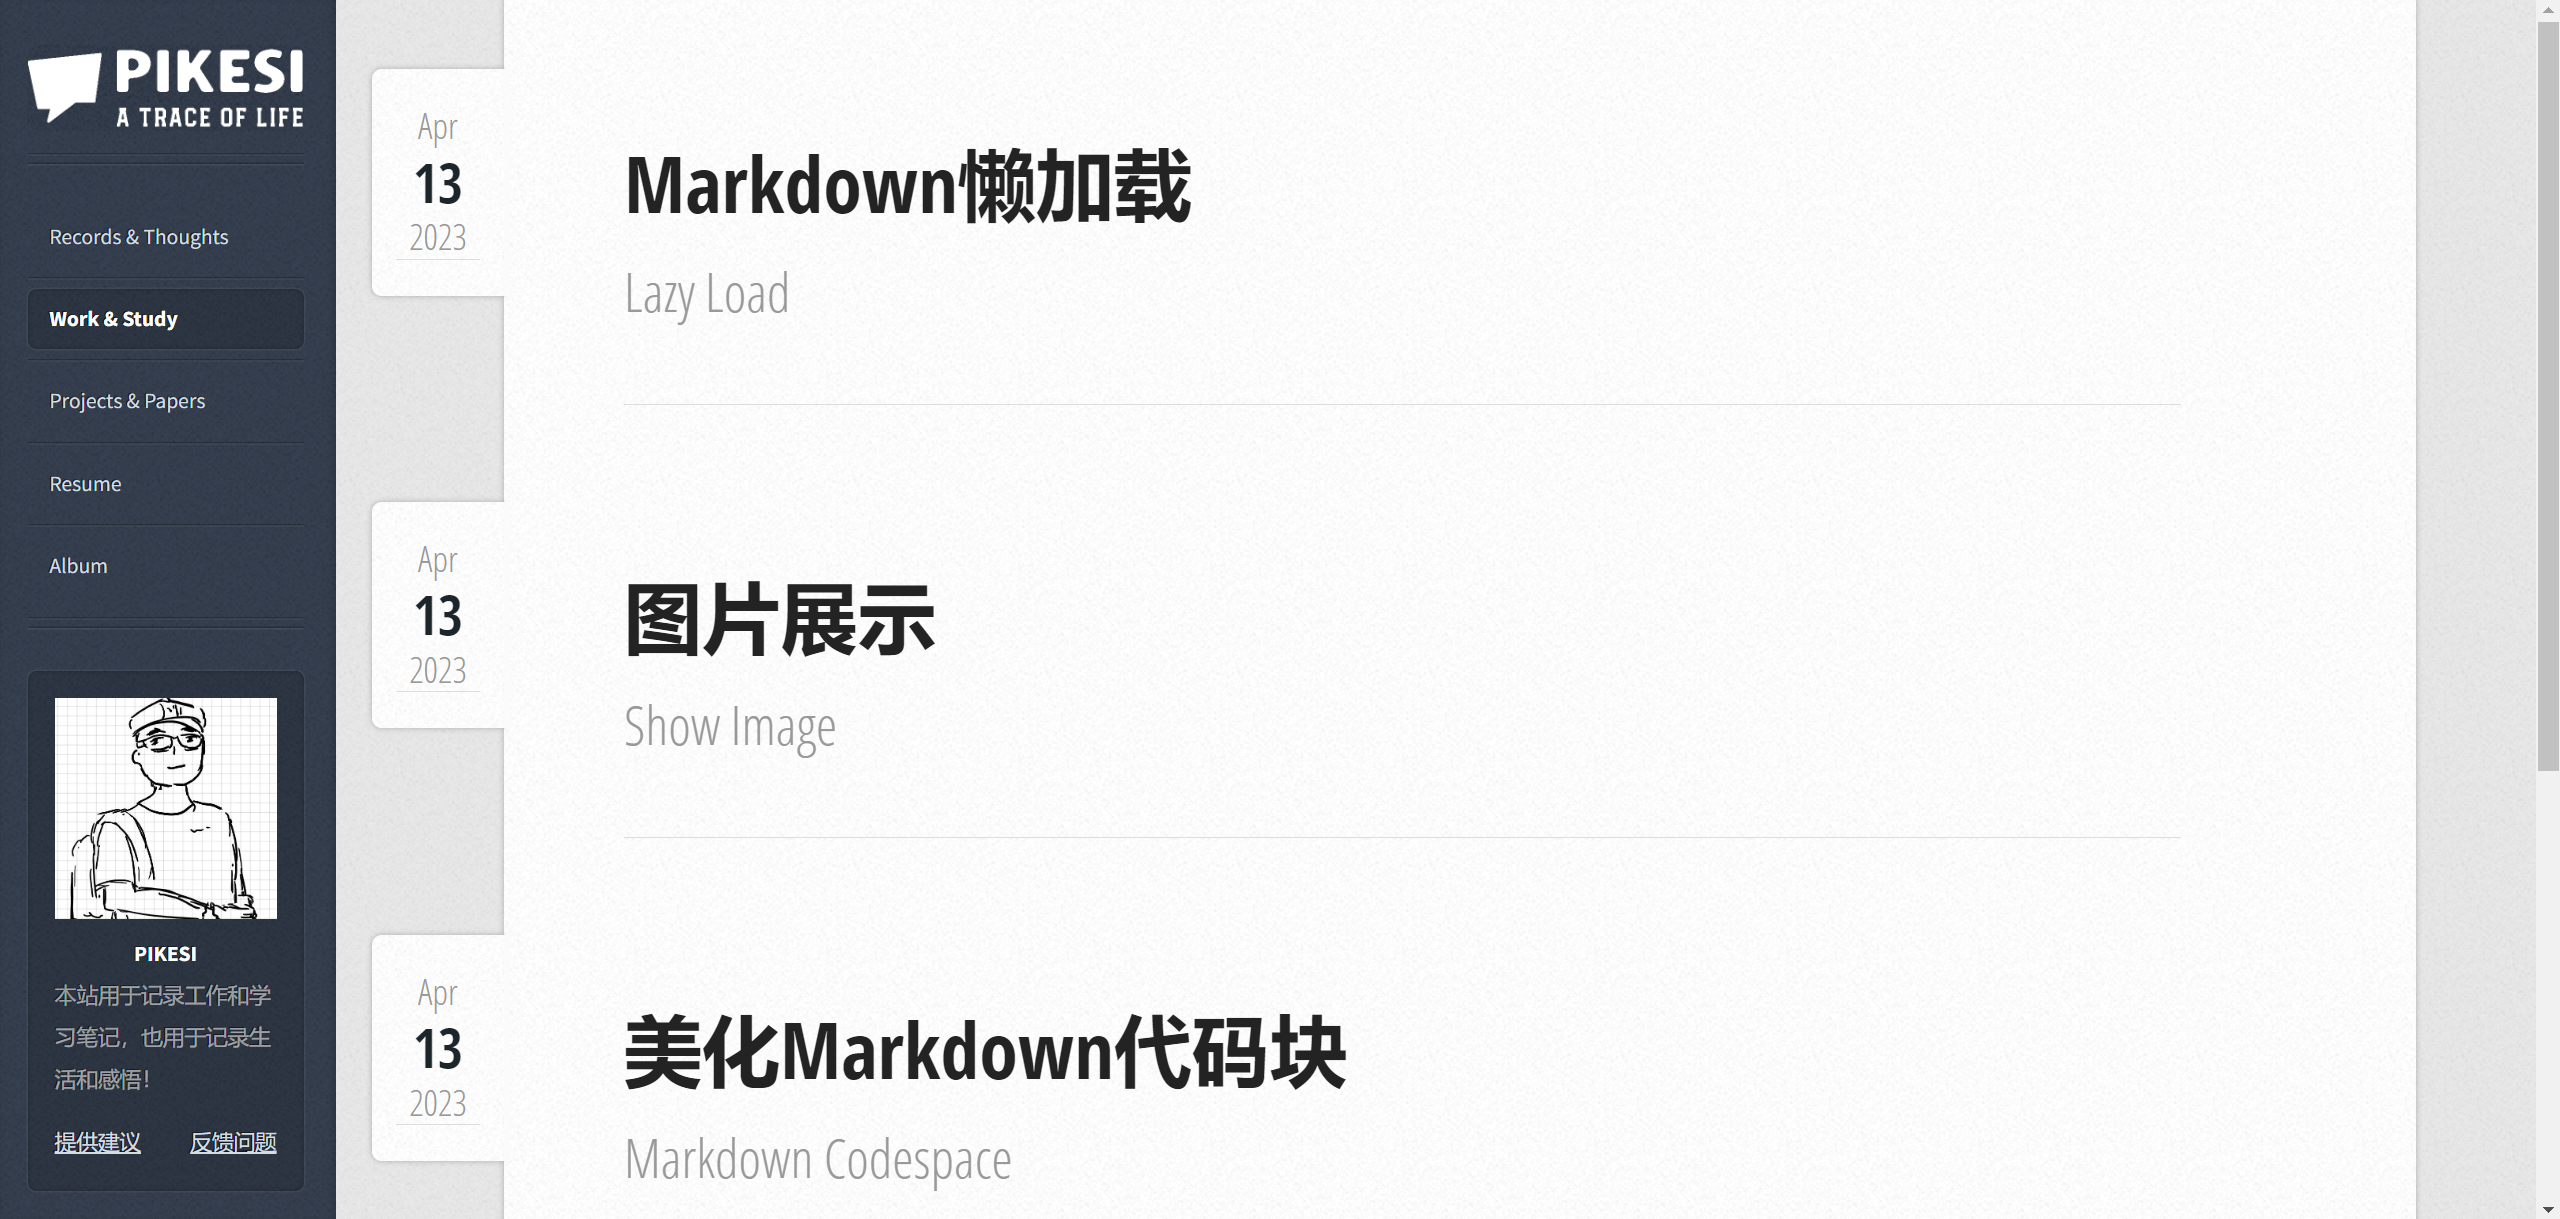 PIKESI
A TRACE OF LIFE
Records & Thoughts
Work & Study
Projects & Papers
Resume
Album
PIKESI
本站用于记录工作和学
习笔记，也用于记录生
活和感悟！
提供建议 反馈问题
Apr
13
2023
Markdown懒加载
Lazy Load
Apr
13
2023
图片展示
Show Image
Apr
13
2023
美化Markdown代码块
Markdown Codespace